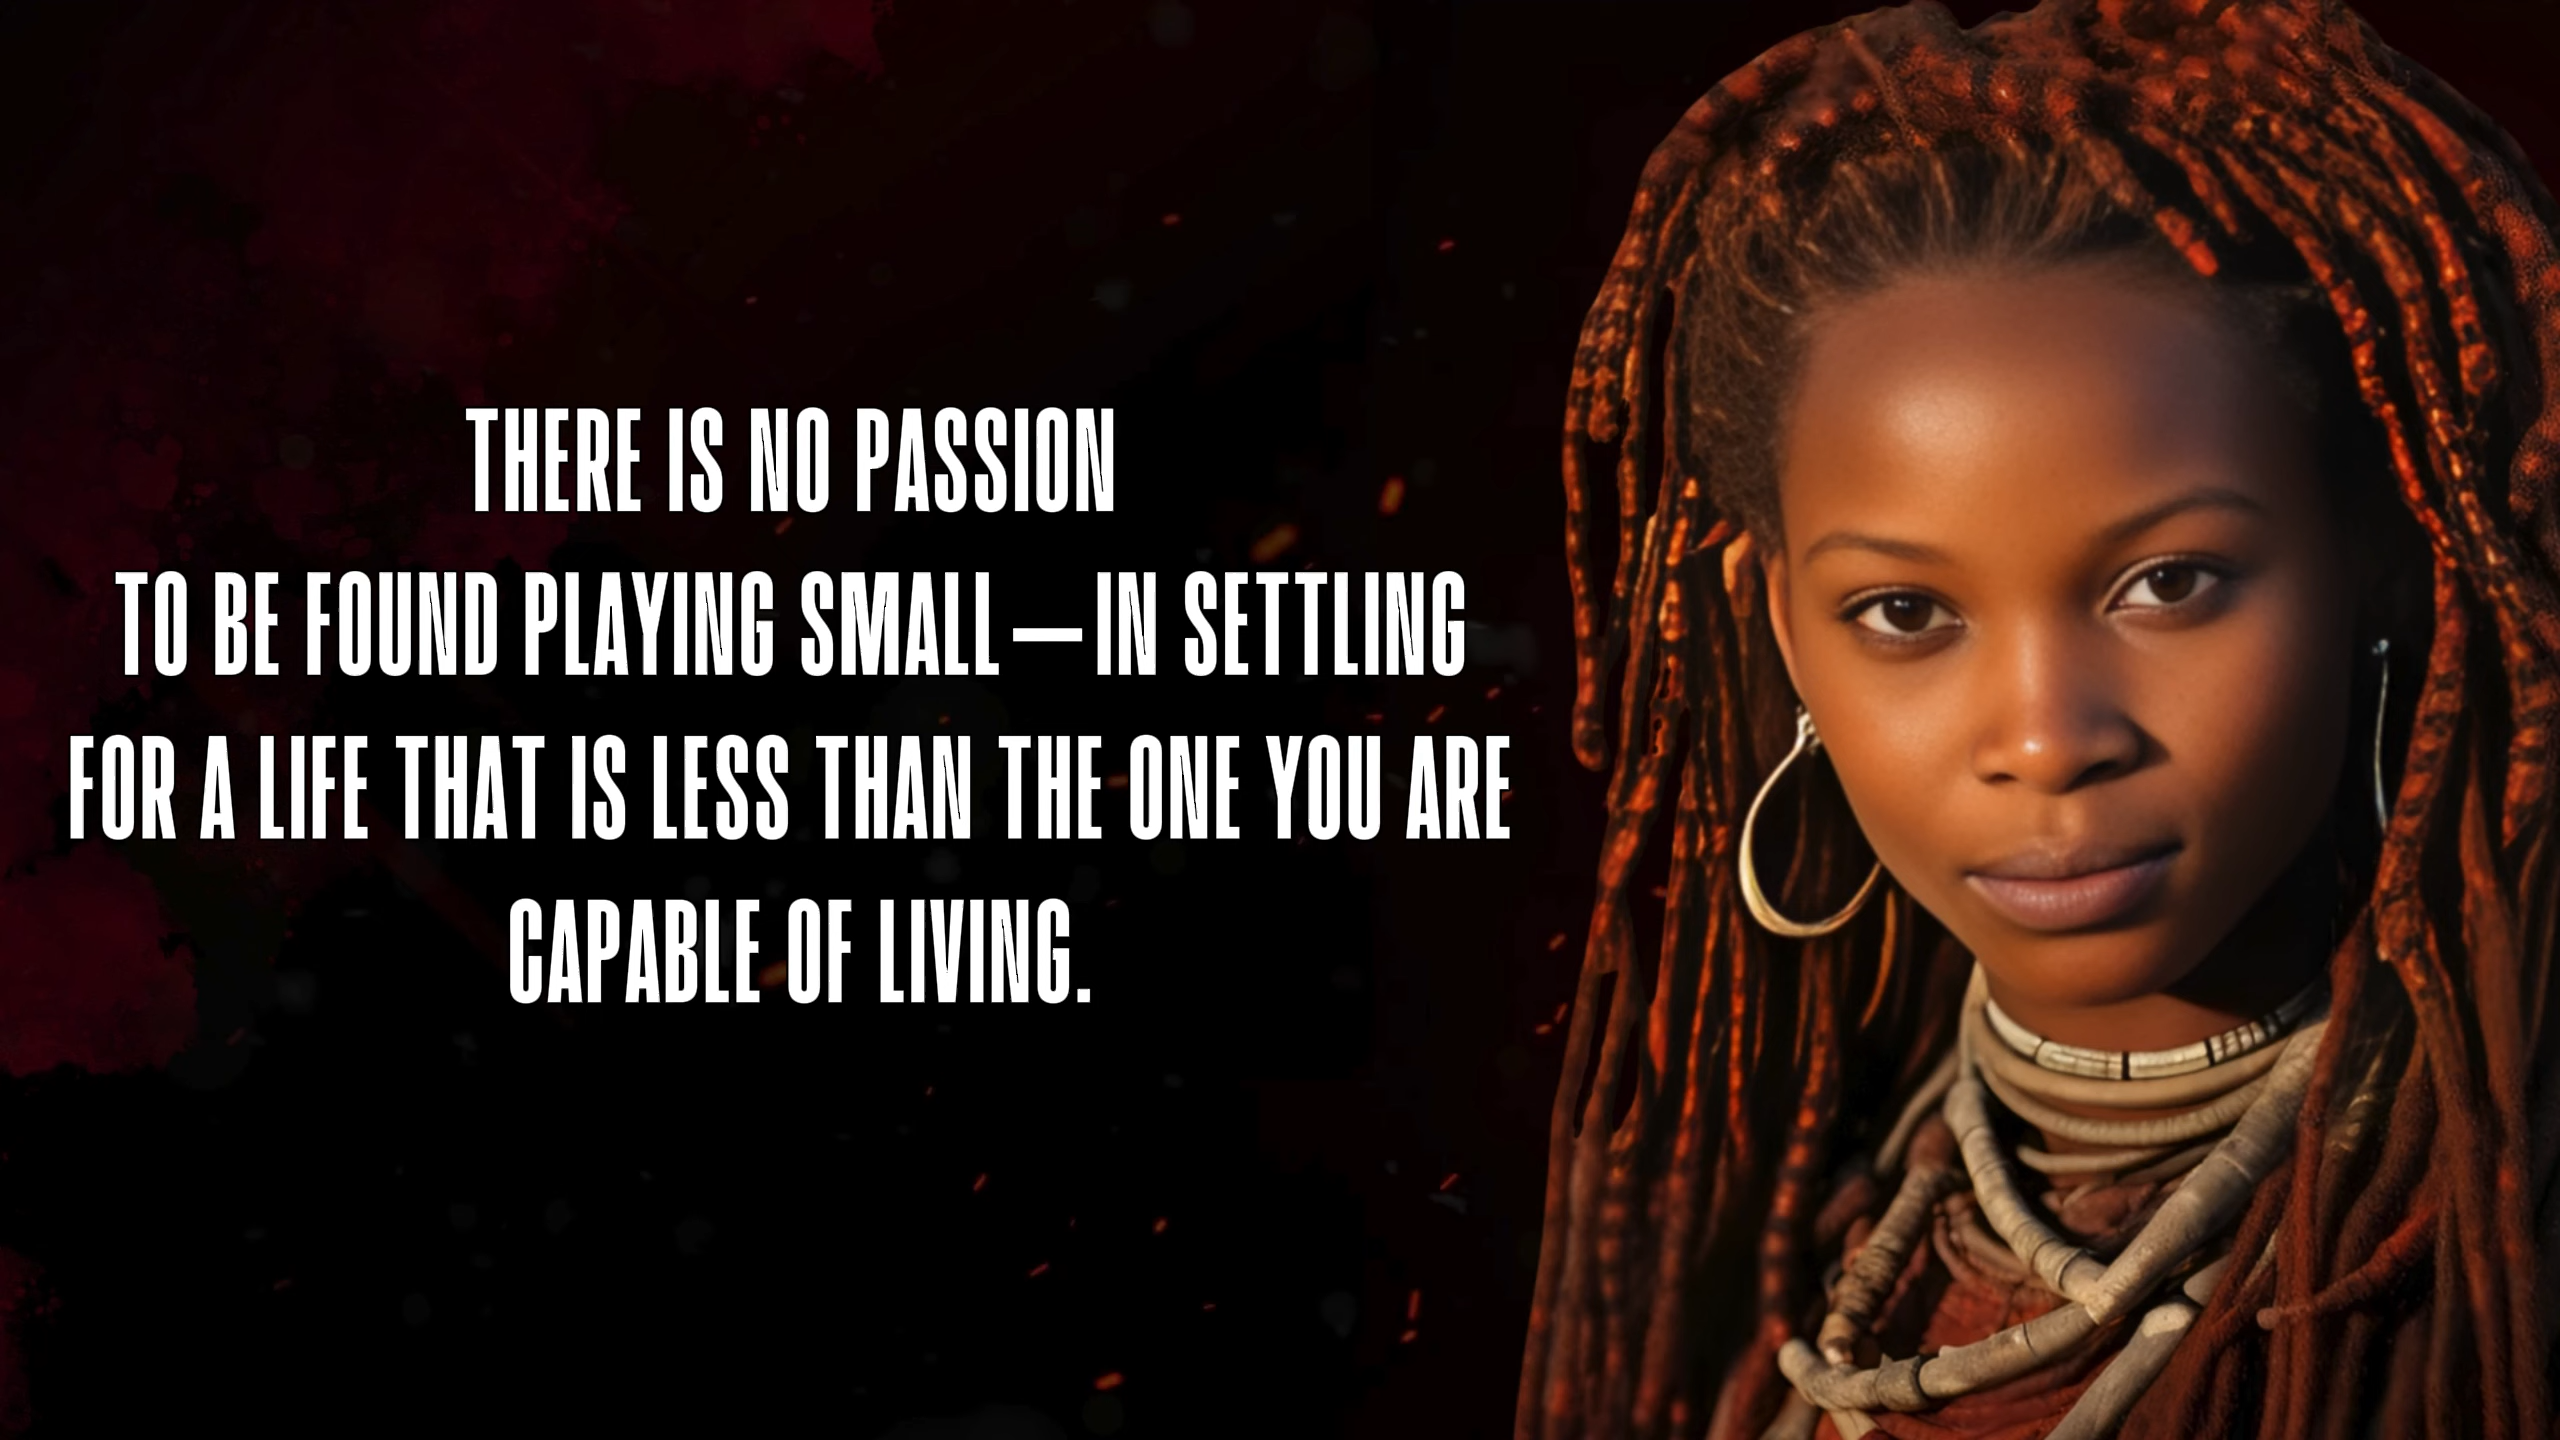 THERE IS NO PASSION
TO BE FOUND PLAYING SMALL—IN SETTLING
FOR A LIFE THAT IS LESS THAN THE ONE YOU ARE
CAPABLE OF LIVING.